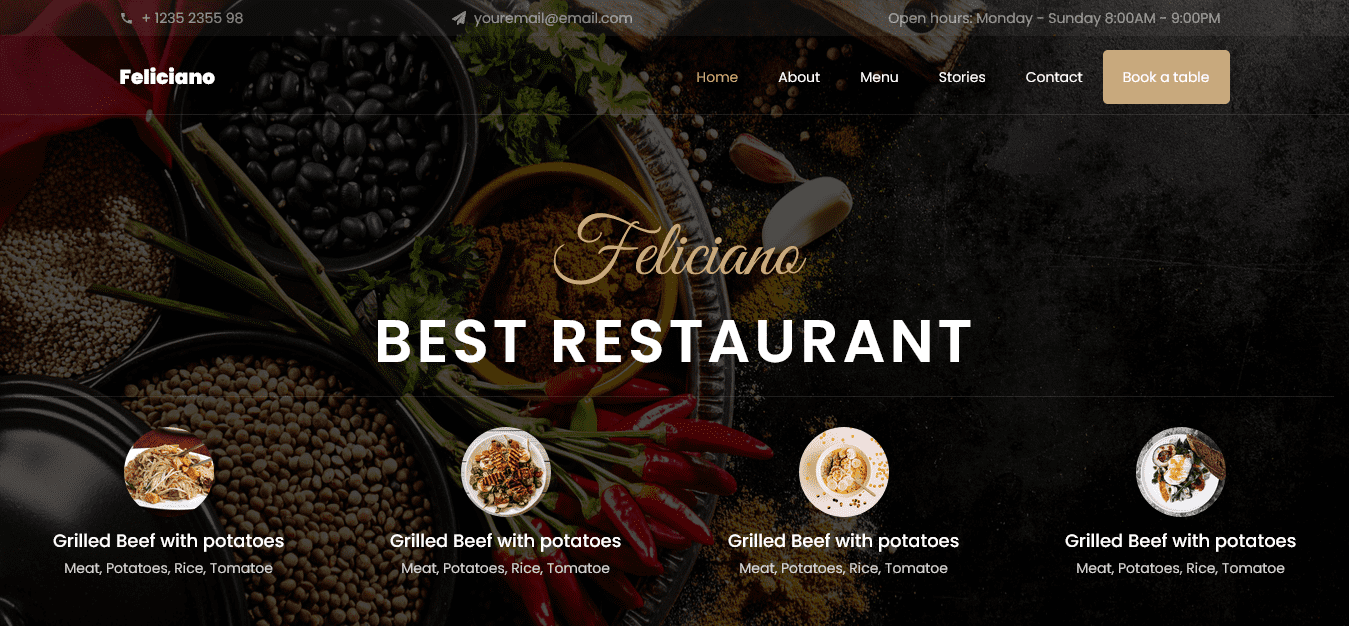 + 1235 2355 98
youremail@email.com
Open hours: Monday - Sunday 8:00AM - 9:00PM
Feliciano
Home About Menu Stories Contact Book a table
Feliciano
BEST RESTAURANT
Grilled Beef with potatoes
Meat, Potatoes, Rice, Tomatoe
Grilled Beef with potatoes
Meat, Potatoes, Rice, Tomatoe
Grilled Beef with potatoes
Meat, Potatoes, Rice, Tomatoe
Grilled Beef with potatoes
Meat, Potatoes, Rice, Tomatoe